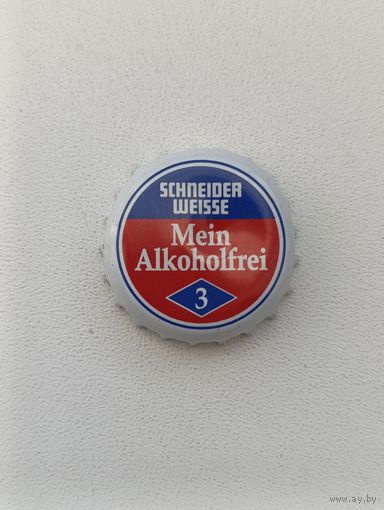 SCHNEIDER
WEISSE
Mein
Alkoholfrei
3
www.ay.by